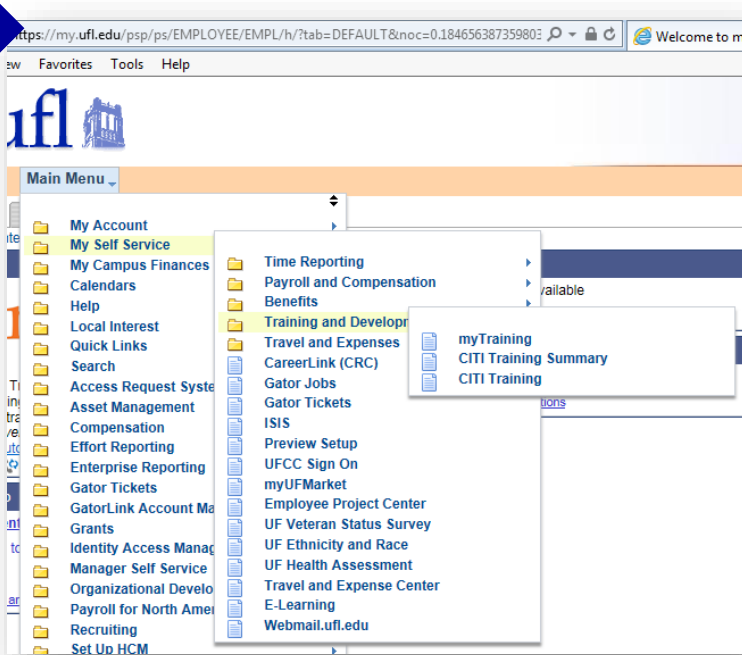 https://my.ufl.edu/psp/ps/EMPLOYEE/EMPL/h/?tab=DEFAULT&noc=0.184656387359803
Welcome to m
ew Favorites Tools Help
ufl
Main Menu
My Account
My Self Service
My Campus Finances
Calendars
Help
Local Interest
Quick Links
Search
Access Request Syste
Asset Management
Compensation
Effort Reporting
Enterprise Reporting
Gator Tickets
GatorLink Account Ma
Grants
Identity Access Manag
Manager Self Service
Organizational Develo
Payroll for North Amer
Recruiting
Set Up HCM
Time Reporting
Payroll and Compensation
Benefits
Training and Developm
Travel and Expenses
CareerLink (CRC)
Gator Jobs
Gator Tickets
ISIS
Preview Setup
UFCC Sign On
myUFMarket
Employee Project Center
UF Veteran Status Survey
UF Ethnicity and Race
UF Health Assessment
Travel and Expense Center
E-Learning
Webmail.ufl.edu
myTraining
CITI Training Summary
CITI Training
vailable
tions